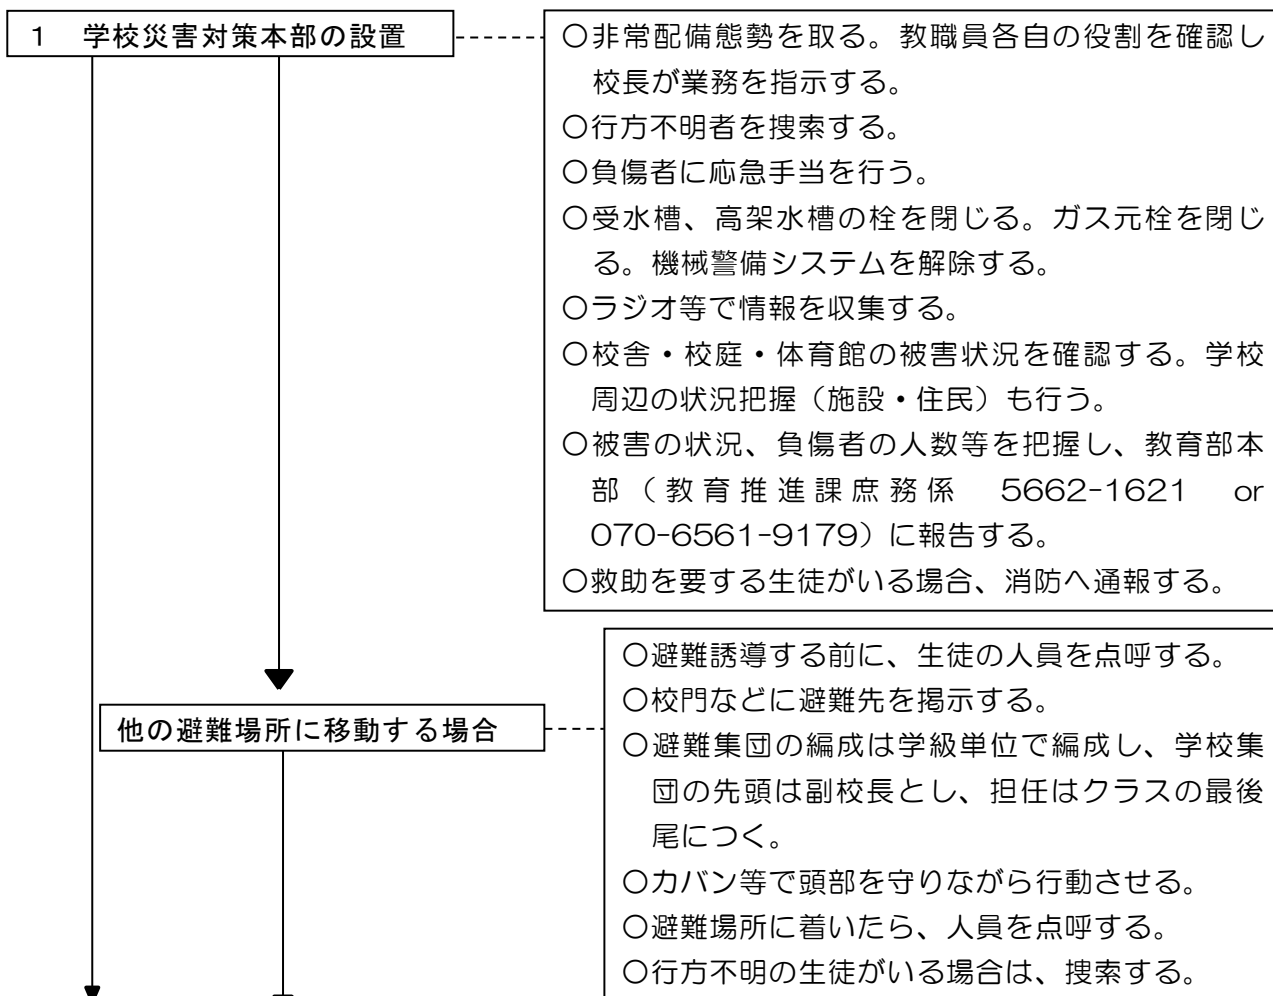 １　学校災害対策本部の設置
〇非常配備態勢を取る。教職員各自の役割を確認し
校長が業務を指示する。
〇行方不明者を捜索する。
〇負傷者に応急手当を行う。
〇受水槽、高架水槽の栓を閉じる。ガス元栓を閉じ
る。機械警備システムを解除する。
〇ラジオ等で情報を収集する。
〇校舎・校庭・体育館の被害状況を確認する。学校
周辺の状況把握（施設・住民）も行う。
〇被害の状況、負傷者の人数等を把握し、教育部本
部（教育推進課庶務係　5662-1621　or
070-6561-9179）に報告する。
〇救助を要する生徒がいる場合、消防へ通報する。
他の避難場所に移動する場合
〇避難誘導する前に、生徒の人員を点呼する。
〇校門などに避難先を掲示する。
〇避難集団の編成は学級単位で編成し、学校集
団の先頭は副校長とし、担任はクラスの最後
尾につく。
〇カバン等で頭部を守りながら行動させる。
〇避難場所に着いたら、人員を点呼する。
〇行方不明の生徒がいる場合は、捜索する。